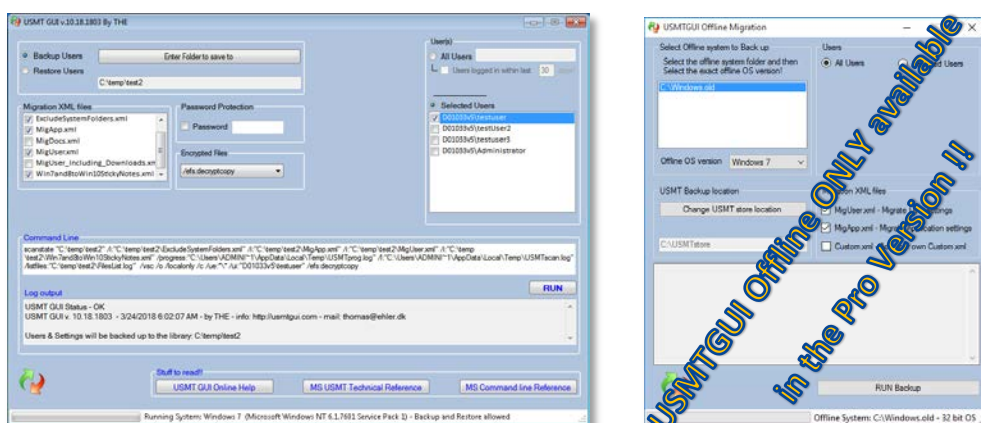 USMT GUI v.10.18.1803 By THE
Backup Users
Enter Folder to save to
Restore Users
C:\temp\test2
User(s)
All Users
Users logged in within last: 30
Selected Users
D01033v5\testuser
D01033v5\testUser2
D01033v5\testuser3
D01033v5\Administrator
Migration XML files
ExcludeSystemFolders.xml
MigApp.xml
MigDocs.xml
MigUser.xml
MigUser_Including_Downloads.xm
Win7and8toWin10StickyNotes.xml
Password Protection
Password
Encrypted Files
/efs:decryptcopy
Command Line
scanstate "C:\temp\test2" /i:"C:\temp\test2\ExcludeSystemFolders.xml" /i:"C:\temp\test2\MigApp.xml" /i:"C:\temp\test2\MigUser.xml" /i:"C:\temp
\test2\Win7and8toWin10StickyNotes.xml" /progress:"C:\Users\ADMINI~1\AppData\Local\Temp\USMTprog.log" /l:"C:\Users\ADMINI~1\AppData\Local\Temp\USMTscan.log"
/listfiles:"C:\temp\test2\FilesList.log" /vsc /o /localonly /c /ue:"*\*" /ui:"D01033v5\testuser" /efs:decryptcopy
RUN
Log output
USMT GUI Status - OK
USMT GUI v. 10.18.1803 - 3/24/2018 6:02:07 AM - by THE - info: http://usmtgui.com - mail: thomas@ehler.dk
Users & Settings will be backed up to the library: C:\temp\test2
Stuff to read!!
USMT GUI Online Help
MS USMT Technical Reference
MS Command line Reference
Running System: Windows 7 (Microsoft Windows NT 6.1.7601 Service Pack 1) - Backup and Restore allowed
USMTGUI Offline Migration
Select Offline system to Back up
Select the offline system folder and then
Select the exact offline OS version!
C:\Windows.old
Offline OS version
Windows 7
Users
All Users
Users
USMT Backup location
Change USMT store location
C:\USMTstore
XML files
MigUser.xml - Migrate settings
MigApp.xml - Migrate settings
Custom.xml own Custom.xml
RUN Backup
Offline System: C:\Windows.old - 32 bit OS
USMTGUI Offline ONLY available
in the Pro Version !!